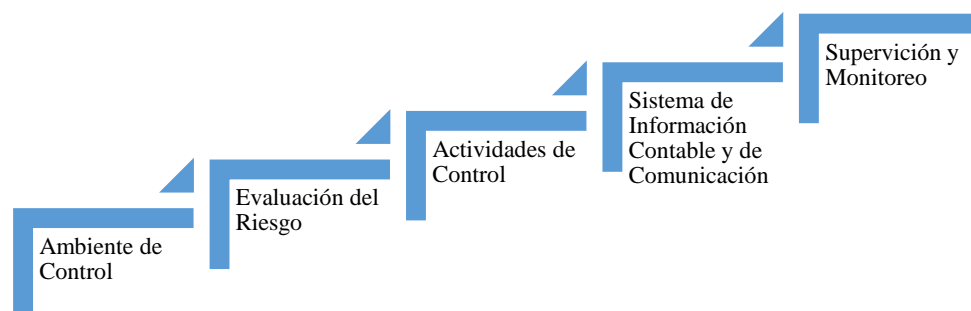 Ambiente de
Control
Evaluación del
Riesgo
Actividades de
Control
Sistema de
Información
Contable y de
Comunicación
Supervición y
Monitoreo